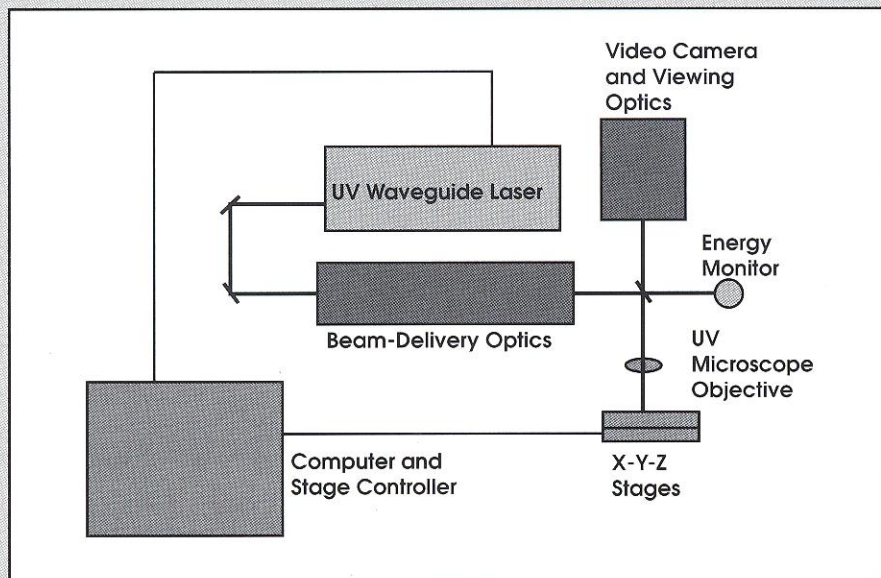 Video Camera
and Viewing
Optics
UV Waveguide Laser
Energy
Monitor
Beam-Delivery Optics
UV
Microscope
Objective
Computer and
Stage Controller
X-Y-Z
Stages